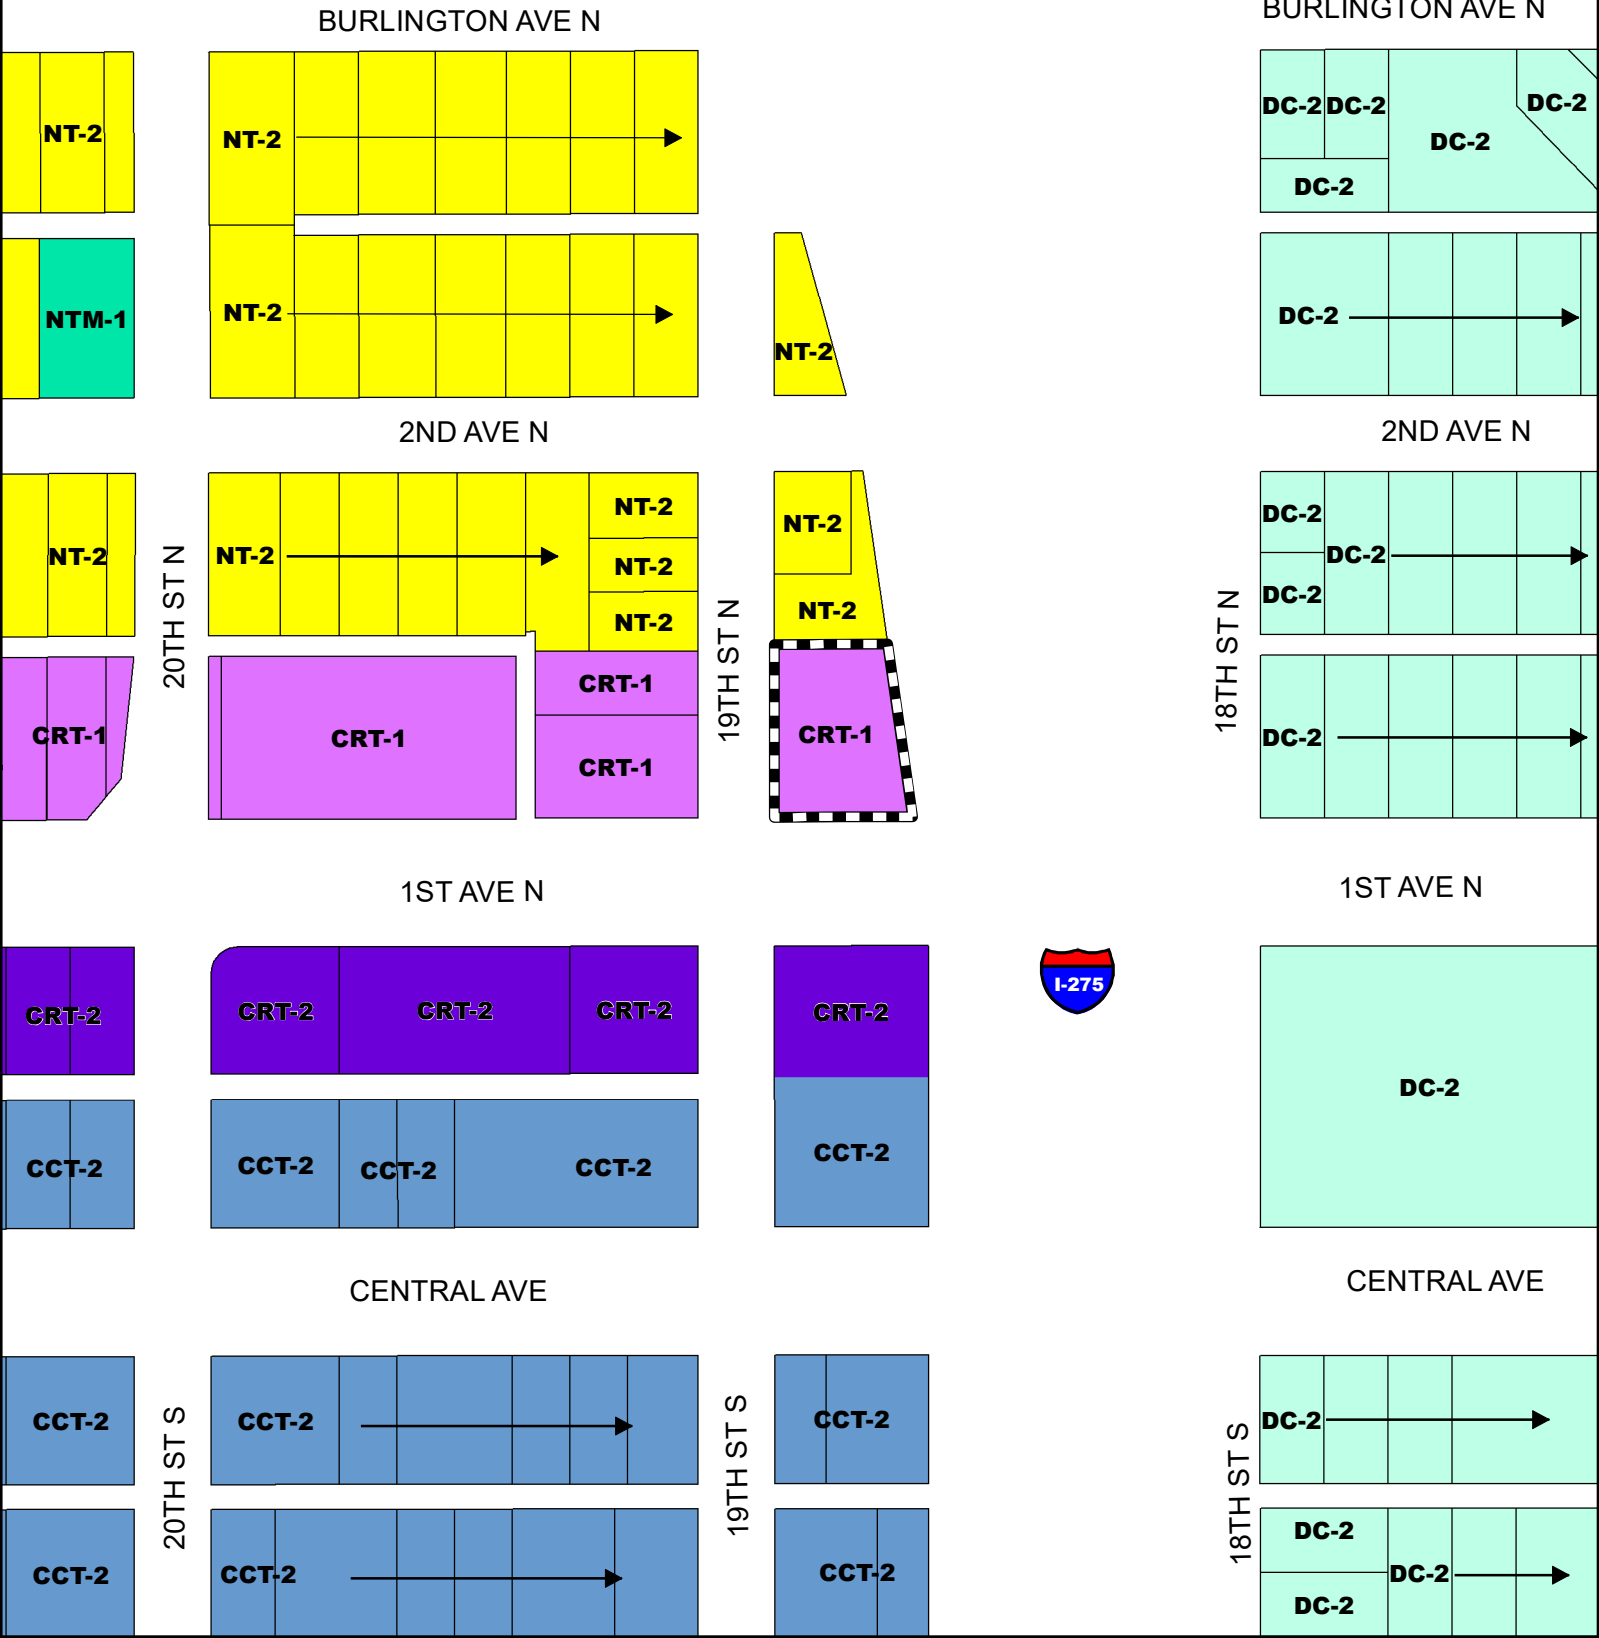 BURLINGTON AVE N
BURLINGTON AVE N
NT-2
NT-2
DC-2
DC-2
DC-2
DC-2
DC-2
NTM-1
NT-2
NT-2
DC-2
2ND AVE N
2ND AVE N
NT-2
20TH ST N
NT-2
NT-2
NT-2
NT-2
19TH ST N
NT-2
NT-2
18TH ST N
DC-2
DC-2
DC-2
CRT-1
CRT-1
CRT-1
CRT-1
CRT-1
DC-2
1ST AVE N
1ST AVE N
CRT-2
CRT-2
CRT-2
CRT-2
CRT-2
I-275
DC-2
CCT-2
CCT-2
CCT-2
CCT-2
CCT-2
CENTRAL AVE
CENTRAL AVE
CCT-2
20TH ST S
CCT-2
19TH ST S
CCT-2
18TH ST S
DC-2
CCT-2
CCT-2
CCT-2
DC-2
DC-2
DC-2